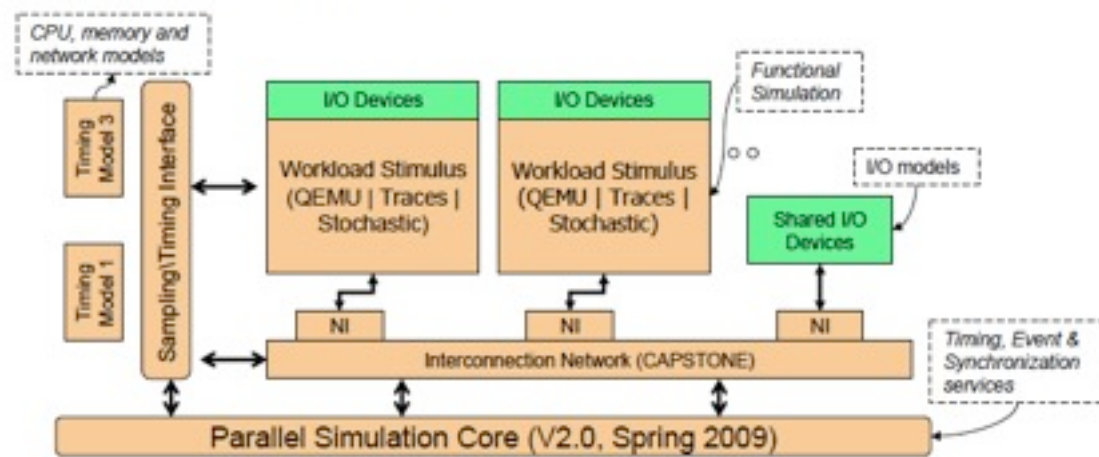 CPU, memory and
network models
Timing
Model 3
Timing
Model 1
Sampling\Timing Interface
I/O Devices
Workload Stimulus
(QEMU | Traces |
Stochastic)
I/O Devices
Workload Stimulus
(QEMU | Traces |
Stochastic)
Functional
Simulation
I/O models
Shared I/O
Devices
NI
NI
NI
Interconnection Network (CAPSTONE)
Timing, Event &
Synchronization
services
Parallel Simulation Core (V2.0, Spring 2009)